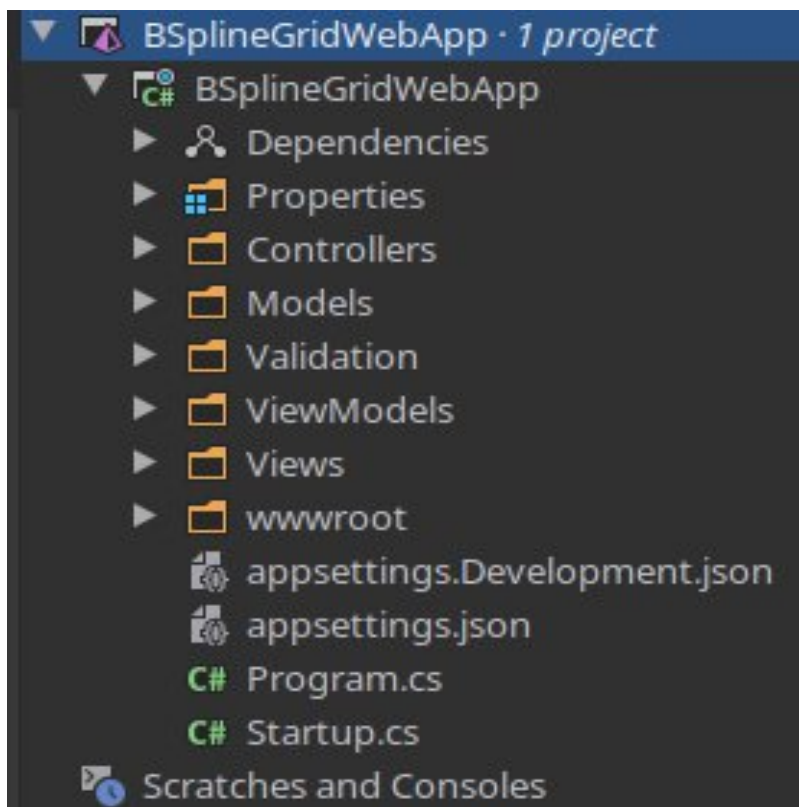 BSplineGridWebApp · 1 project
C# BSplineGridWebApp
Dependencies
Properties
Controllers
Models
Validation
ViewModels
Views
wwwroot
appsettings.Development.json
appsettings.json
C# Program.cs
C# Startup.cs
Scratches and Consoles